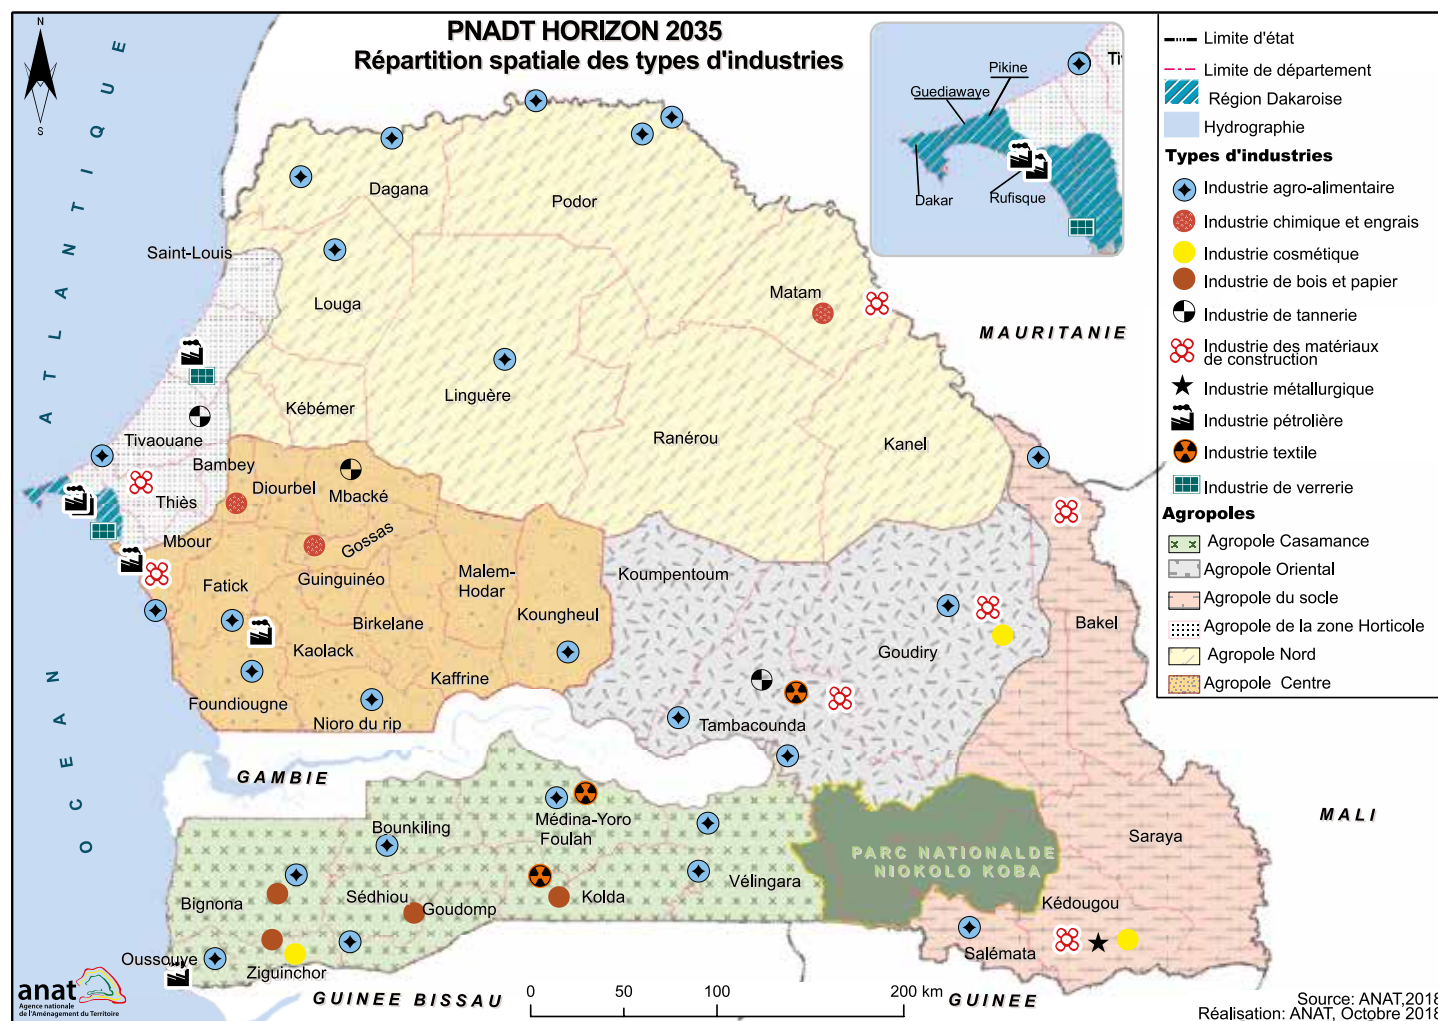 N
S
PNADT HORIZON 2035
Répartition spatiale des types d'industries
OCEAN ATLANTIQUE
Pikine
Guediawaye
Dakar
Rufisque
Ti
Dagana
Podor
Saint-Louis
Louga
Matam
MAURITANIE
Linguère
Kébémer
Ranérou
Kanel
Tivaouane
Bambey
Diourbel
Mbacké
Thiès
Mbour
Gossas
Guinguinéo
Fatick
Malem-
Hodar
Koumpentoum
Koungheul
Birkelane
Bakel
Kaolack
Goudiry
Kaffrine
Foundiougne
Nioro du rip
Tambacounda
GAMBIE
MALI
Médina-Yoro
Foulah
Bounkiling
Saraya
PARC NATIONALDE
NIOKOLO KOBA
Vélingara
Kolda
Sédhiou
Goudomp
Bignona
Kédougou
Salémata
Oussouye
Ziguinchor
GUINEE BISSAU
GUINEE
0 50 100 200 km
anat
Agence nationale
de l'Aménagement du Territoire
Limite d'état
Limite de département
Région Dakaroise
Hydrographie
Types d'industries
Industrie agro-alimentaire
Industrie chimique et engrais
Industrie cosmétique
Industrie de bois et papier
Industrie de tannerie
Industrie des matériaux
de construction
Industrie métallurgique
Industrie pétrolière
Industrie textile
Industrie de verrerie
Agropoles
Agropole Casamance
Agropole Oriental
Agropole du socle
Agropole de la zone Horticole
Agropole Nord
Agropole Centre
Source: ANAT,2018
Réalisation: ANAT, Octobre 2018